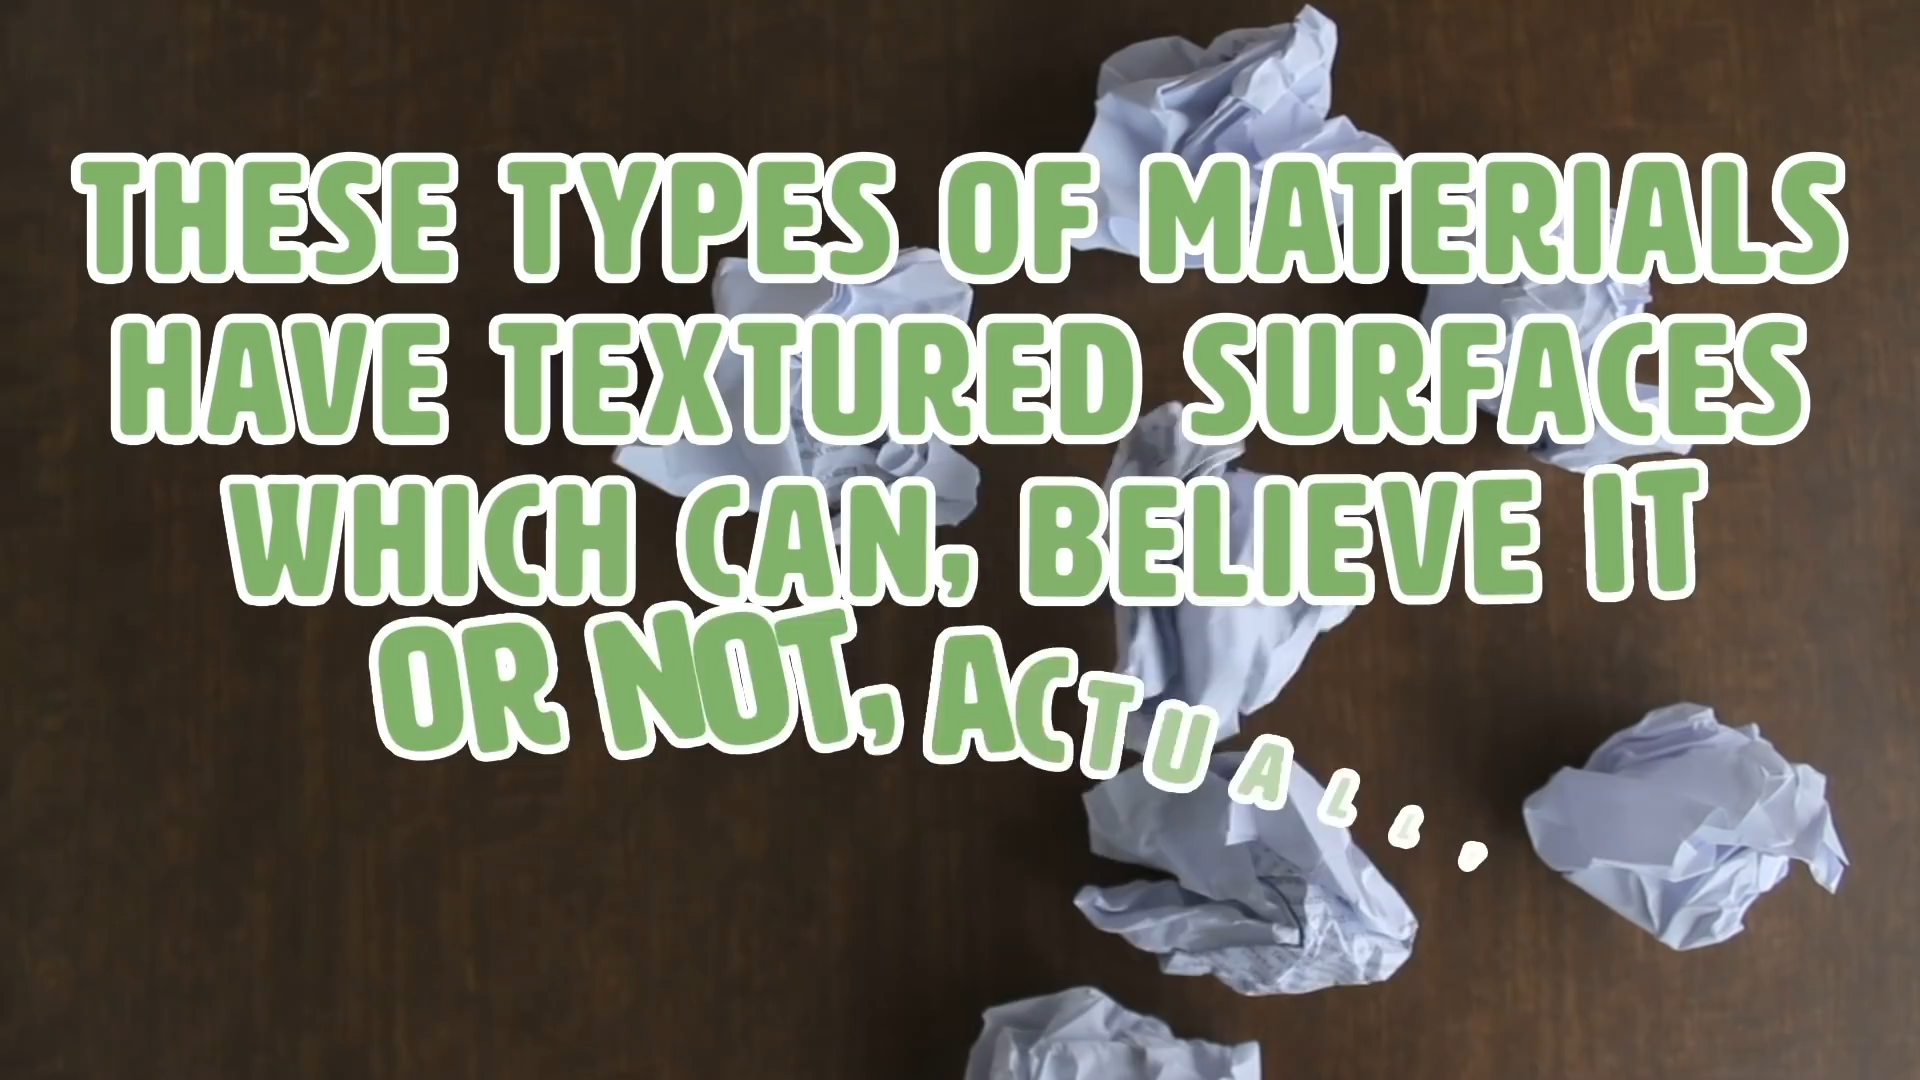 THESE TYPES OF MATERIALS
HAVE TEXTURED SURFACES
WHICH CAN, BELIEVE IT
OR NOT, ACTUALL